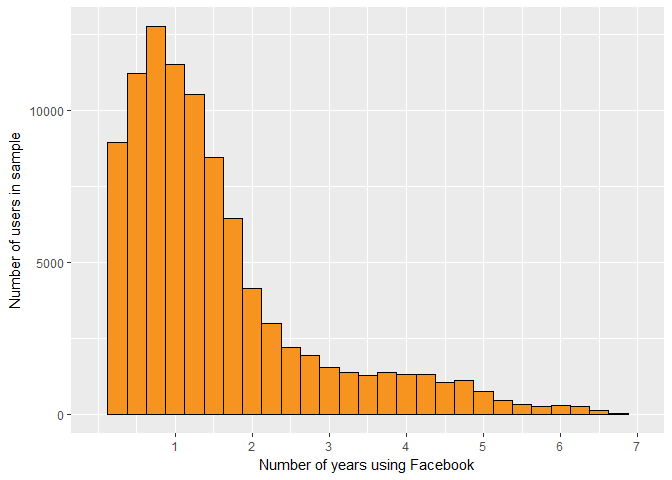 Number of users in sample
10000
5000
0
1 2 3 4 5 6 7
Number of years using Facebook